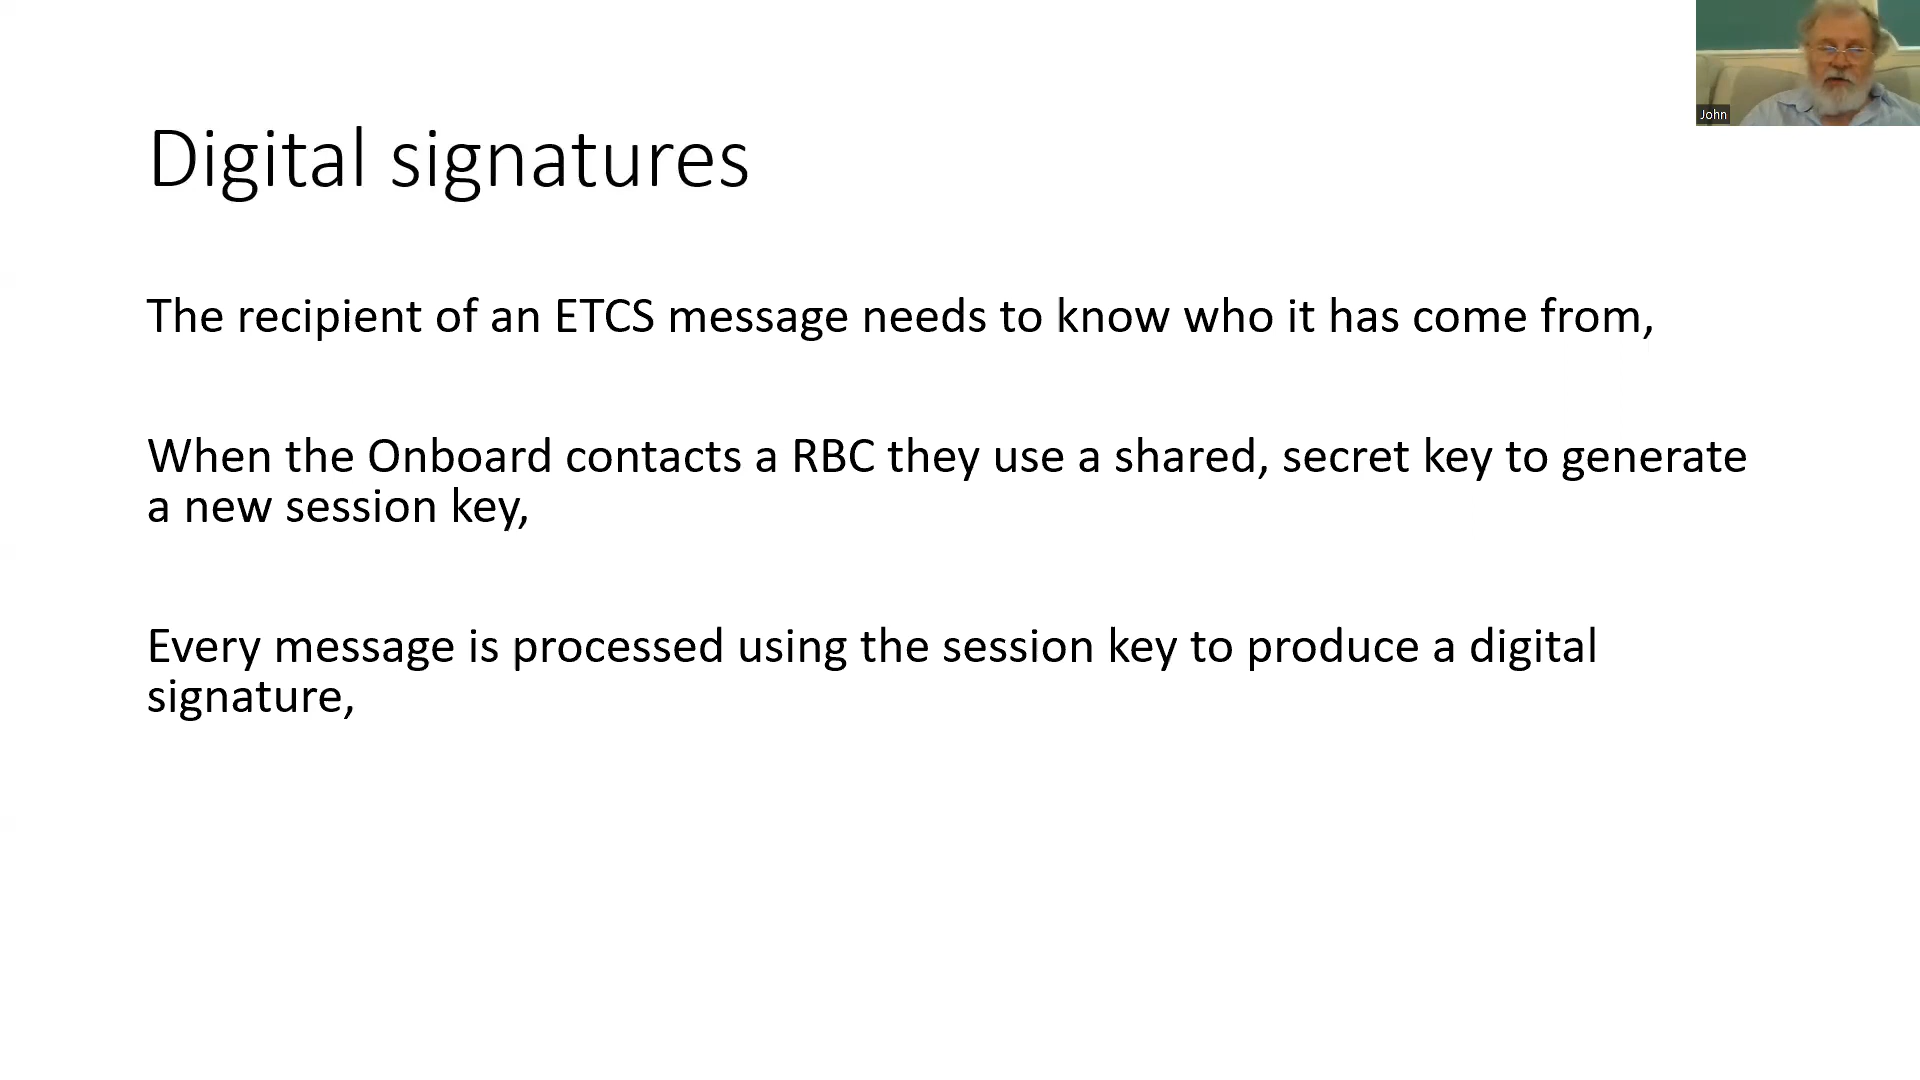 Digital signatures
John
The recipient of an ETCS message needs to know who it has come from,
When the Onboard contacts a RBC they use a shared, secret key to generate
a new session key,
Every message is processed using the session key to produce a digital
signature,